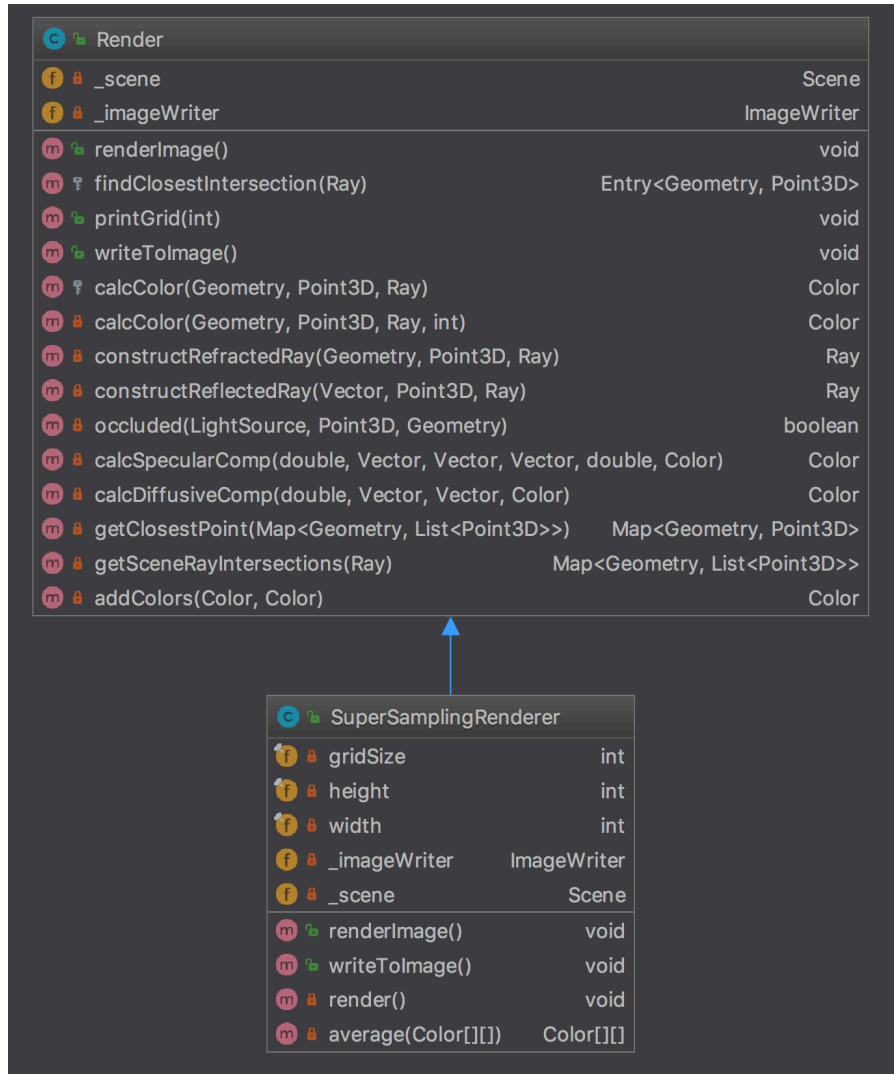 C Render
f _scene Scene
f _imageWriter ImageWriter
m renderImage() void
m findClosestIntersection(Ray) Entry<Geometry, Point3D>
m printGrid(int) void
m writeToImage() void
m calcColor(Geometry, Point3D, Ray) Color
m calcColor(Geometry, Point3D, Ray, int) Color
m constructRefractedRay(Geometry, Point3D, Ray) Ray
m constructReflectedRay(Vector, Point3D, Ray) Ray
m occluded(LightSource, Point3D, Geometry) boolean
m calcSpecularComp(double, Vector, Vector, Vector, double, Color) Color
m calcDiffusiveComp(double, Vector, Vector, Color) Color
m getClosestPoint(Map<Geometry, List<Point3D>>) Map<Geometry, Point3D>
m getSceneRayIntersections(Ray) Map<Geometry, List<Point3D>>
m addColors(Color, Color) Color
C SuperSamplingRenderer
f gridSize int
f height int
f width int
f _imageWriter ImageWriter
f _scene Scene
m renderImage() void
m writeToImage() void
m render() void
m average(Color[][]) Color[][]